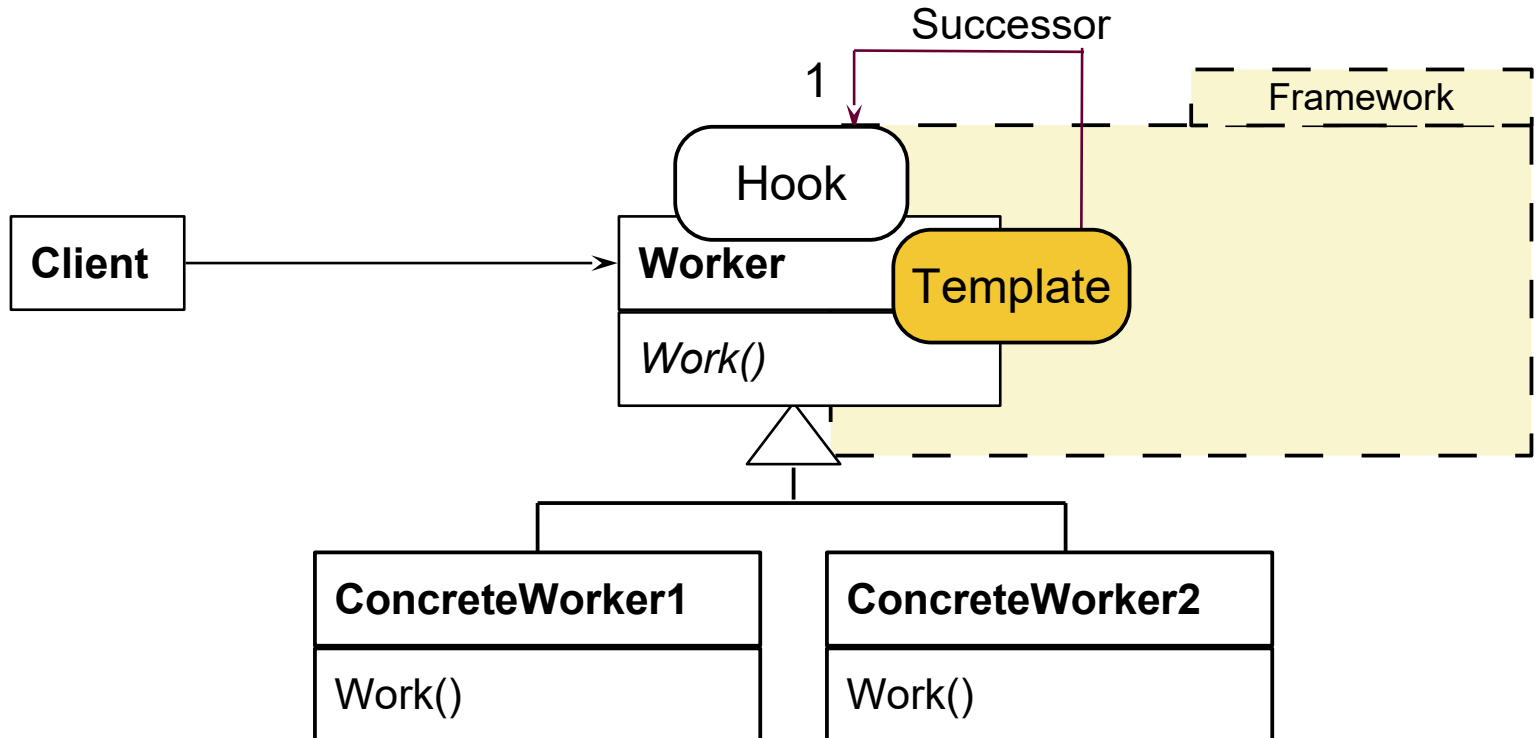 Successor
1
Framework
Hook
Client
Worker
Template
Work()
ConcreteWorker1
ConcreteWorker2
Work()
Work()